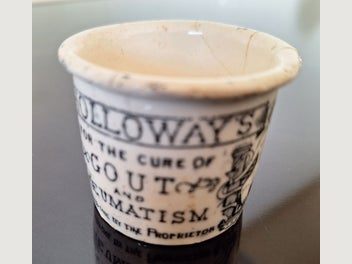 OLLOWAY'S
FOR THE CURE OF
GOUT
AND
EUMATISM
BY THE PROPRIETOR